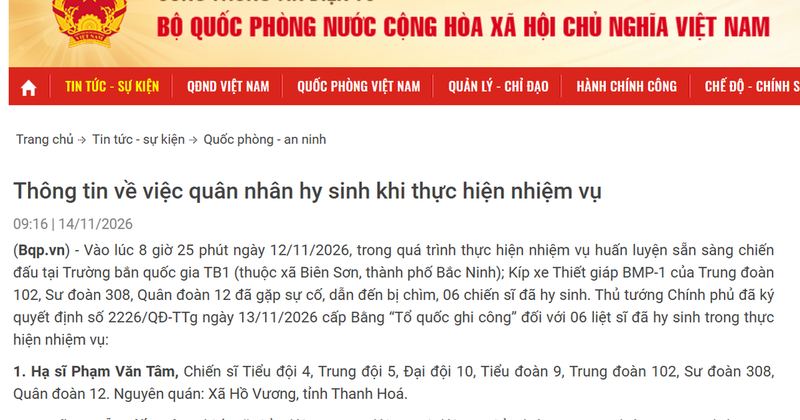 BỘ QUỐC PHÒNG NƯỚC CỘNG HÒA XÃ HỘI CHỦ NGHĨA VIỆT NAM
TIN TỨC - SỰ KIỆN QĐND VIỆT NAM QUỐC PHÒNG VIỆT NAM QUẢN LÝ - CHỈ ĐẠO HÀNH CHÍNH CÔNG CHẾ ĐỘ - CHÍNH S
Trang chủ → Tin tức - sự kiện → Quốc phòng - an ninh
Thông tin về việc quân nhân hy sinh khi thực hiện nhiệm vụ
09:16 | 14/11/2026
(Bqp.vn) - Vào lúc 8 giờ 25 phút ngày 12/11/2026, trong quá trình thực hiện nhiệm vụ huấn luyện sẵn sàng chiến
đấu tại Trường bắn quốc gia TB1 (thuộc xã Biên Sơn, thành phố Bắc Ninh); Kíp xe Thiết giáp BMP-1 của Trung đoàn
102, Sư đoàn 308, Quân đoàn 12 đã gặp sự cố, dẫn đến bị chìm, 06 chiến sĩ đã hy sinh. Thủ tướng Chính phủ đã ký
quyết định số 2226/QĐ-TTg ngày 13/11/2026 cấp Bằng “Tổ quốc ghi công” đối với 06 liệt sĩ đã hy sinh trong thực
hiện nhiệm vụ:
1. Hạ sĩ Phạm Văn Tâm, Chiến sĩ Tiểu đội 4, Trung đội 5, Đại đội 10, Tiểu đoàn 9, Trung đoàn 102, Sư đoàn 308,
Quân đoàn 12. Nguyên quán: Xã Hồ Vương, tỉnh Thanh Hoá.